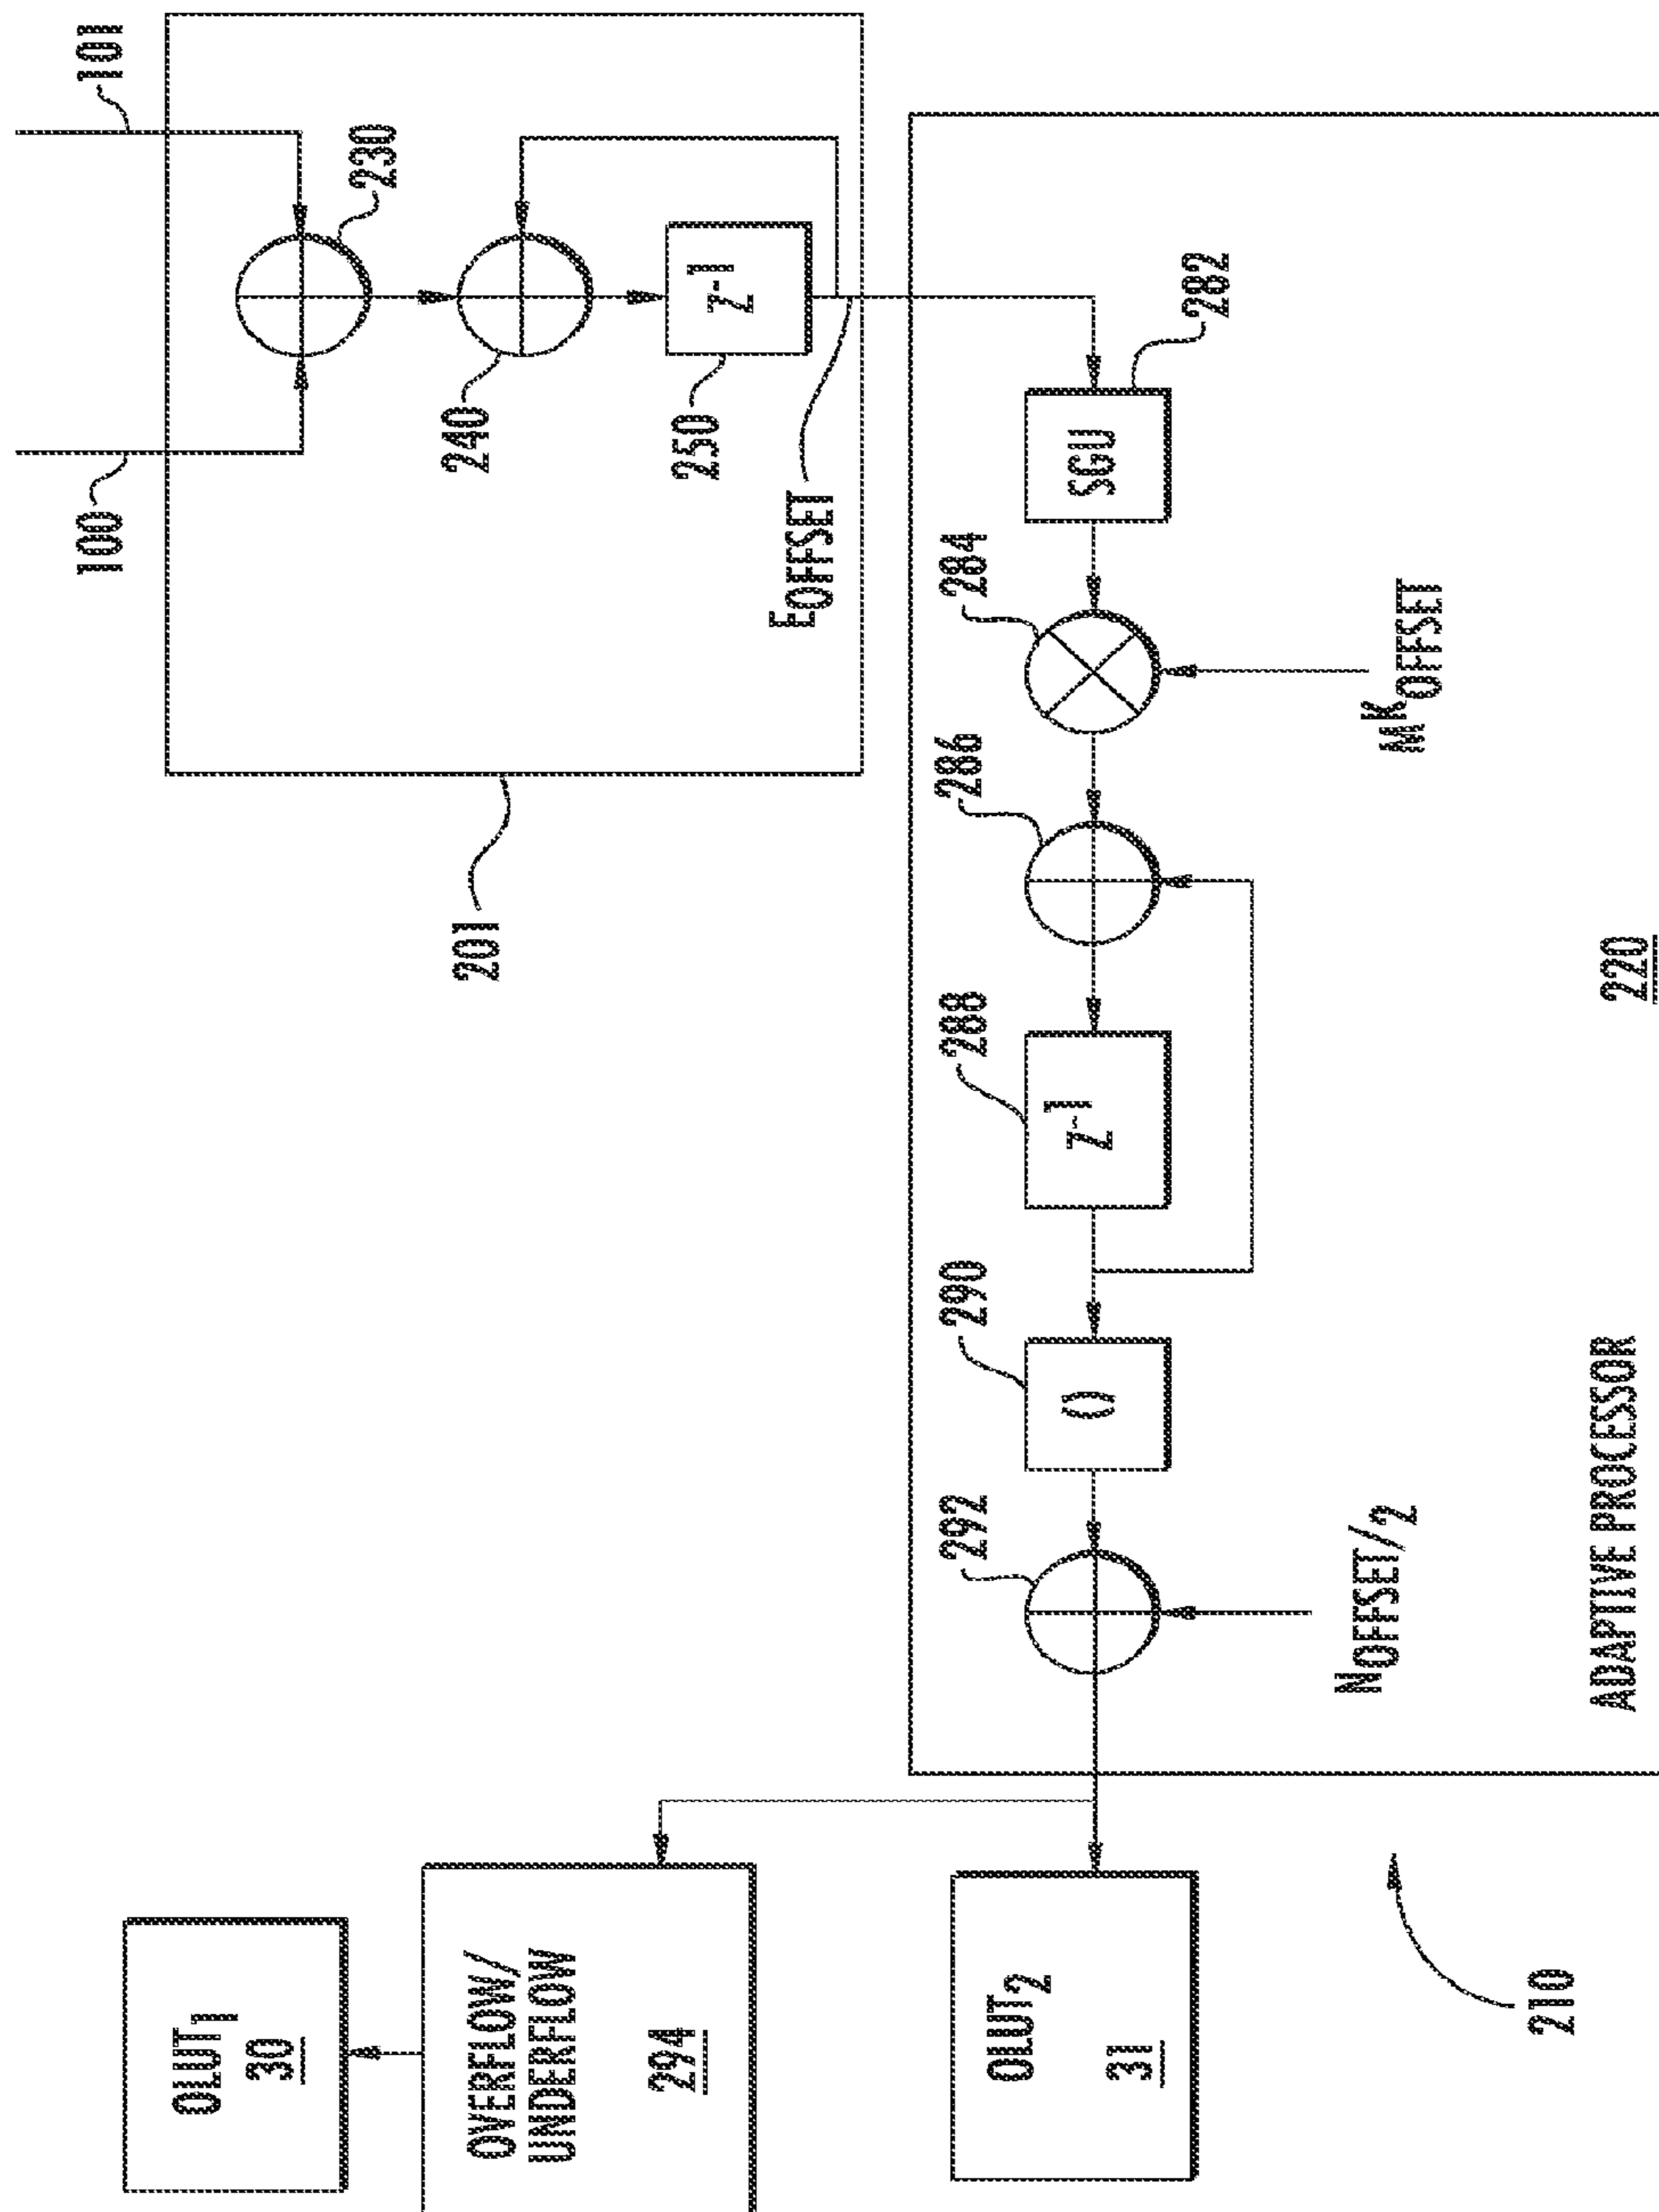 OLUT1
30
OVERFLOW/
UNDERFLOW
294
OLUT2
31
210
201
100
101
230
240
250
Z-1
EOFFSET
292
290
288
286
284
282
()
Z-1
SGU
NOFFSET/2
MKOFFSET
ADAPTIVE PROCESSOR
220